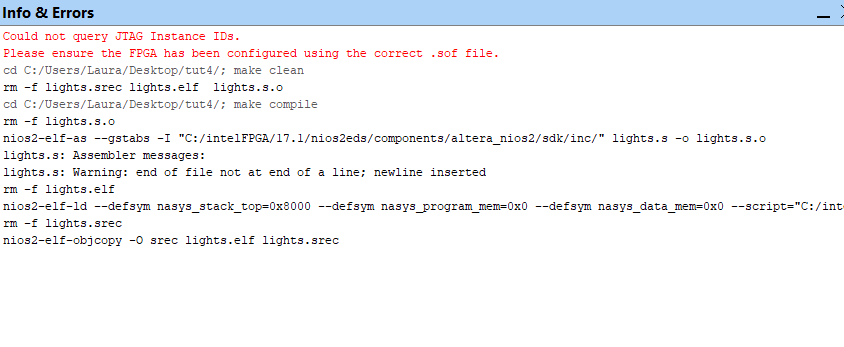 Info & Errors
Could not query JTAG Instance IDs.
Please ensure the FPGA has been configured using the correct .sof file.
cd C:/Users/Laura/Desktop/tut4/; make clean
rm -f lights.srec lights.elf  lights.s.o
cd C:/Users/Laura/Desktop/tut4/; make compile
rm -f lights.s.o
nios2-elf-as --gstabs -I "C:/intelFPGA/17.1/nios2eds/components/altera_nios2/sdk/inc/" lights.s -o lights.s.o
lights.s: Assembler messages:
lights.s: Warning: end of file not at end of a line; newline inserted
rm -f lights.elf
nios2-elf-ld --defsym nasys_stack_top=0x8000 --defsym nasys_program_mem=0x0 --defsym nasys_data_mem=0x0 --script="C:/inte
rm -f lights.srec
nios2-elf-objcopy -O srec lights.elf lights.srec